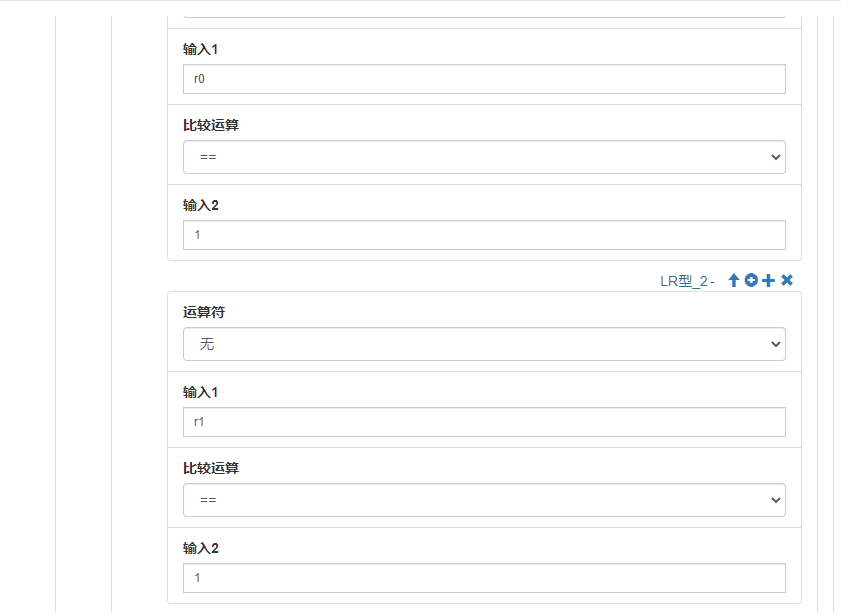 输入1
r0
比较运算
==
输入2
1
LR型_2-
运算符
无
输入1
r1
比较运算
==
输入2
1